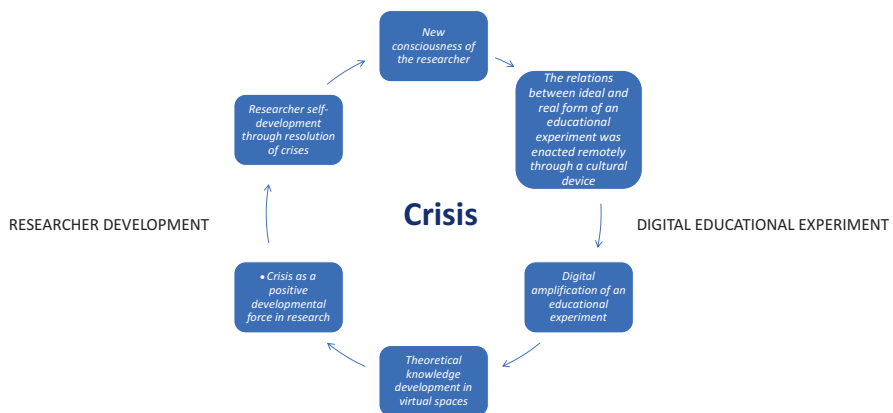 New
consciousness of
the researcher
The relations
between ideal and
real form of an
educational
experiment was
enacted remotely
through a cultural
device
Researcher self-
development
through resolution
of crises
Crisis
RESEARCHER DEVELOPMENT
DIGITAL EDUCATIONAL EXPERIMENT
• Crisis as a
positive
developmental
force in research
Digital
amplification of an
educational
experiment
Theoretical
knowledge
development in
virtual spaces